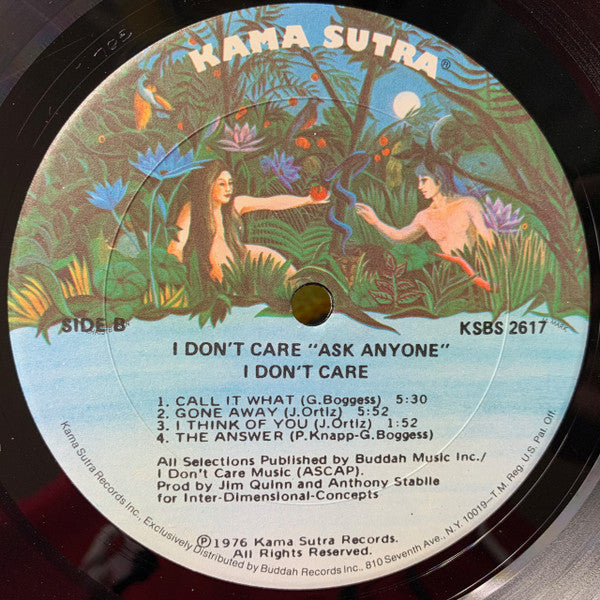 KAMA SUTRA®
SIDE B
KSBS 2617
I DON'T CARE "ASK ANYONE"
I DON'T CARE
1. CALL IT WHAT (G.Boggess) 5:30
2. GONE AWAY (J.Ortiz) 5:52
3. I THINK OF YOU (J.Ortiz) 1:52
4. THE ANSWER (P.Knapp-G.Boggess)
All Selections Published by Buddah Music Inc./
I Don't Care Music (ASCAP).
Prod by Jim Quinn and Anthony Stabile
for Inter-Dimensional-Concepts
Ⓟ1976 Kama Sutra Records.
All Rights Reserved.
Kama Sutra Records Inc., Exclusively Distributed by Buddah Records Inc., 810 Seventh Ave., N.Y. 10019—T.M. Reg. U.S. Pat. Off.